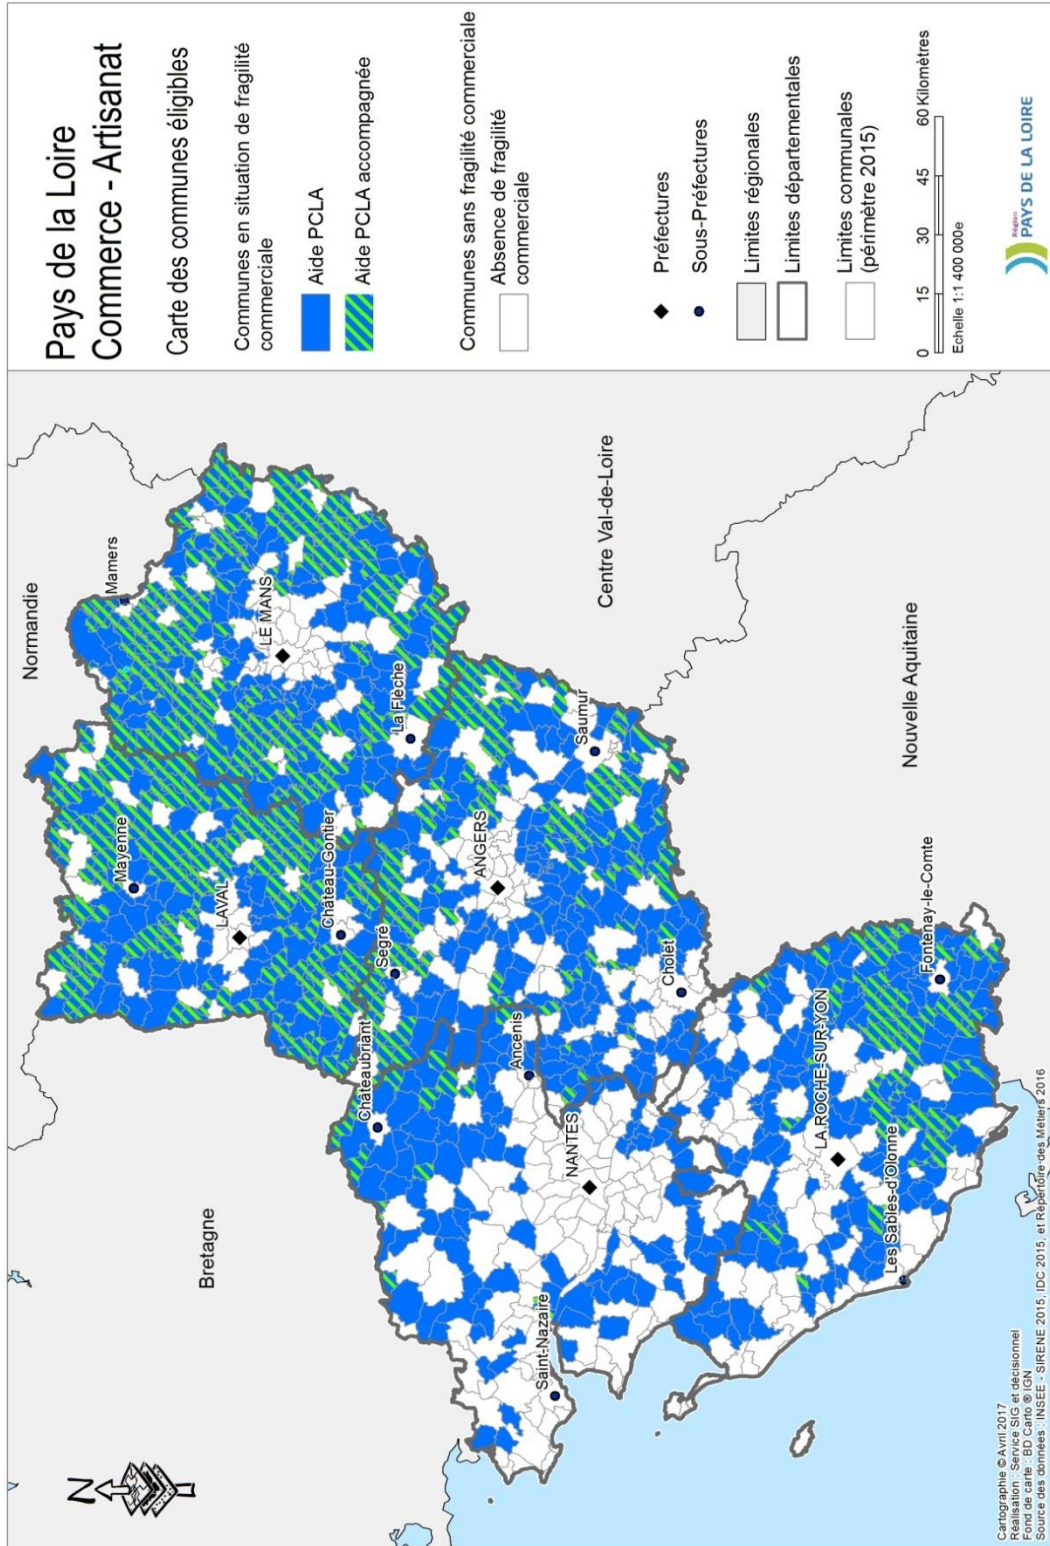 Pays de la Loire
Commerce - Artisanat
Carte des communes éligibles
Communes en situation de fragilité
commerciale
Aide PCLA
Aide PCLA accompagnée
Communes sans fragilité commerciale
Absence de fragilité
commerciale
Préfectures
Sous-Préfectures
Limites régionales
Limites départementales
Limites communales
(périmètre 2015)
0 15 30 45 60 Kilomètres
Echelle 1:1 400 000e
Région
PAYS DE LA LOIRE
N
Normandie
Bretagne
Centre Val-de-Loire
Nouvelle Aquitaine
Mamers
Mayenne
LE MANS
LAVAL
Château-Gontier
La Flèche
Châteaubriant
Segré
ANGERS
Ancenis
Saumur
Saint-Nazaire
NANTES
Cholet
LA ROCHE-SUR-YON
Les Sables-d'Olonne
Fontenay-le-Comte
Cartographie © Avril 2017
Réalisation : Service SIG et décisionnel
Fond de carte : BD Carto ® IGN
Source des données : INSEE - SIRENE 2015, IDC 2015, et Répertoire des Métiers 2016